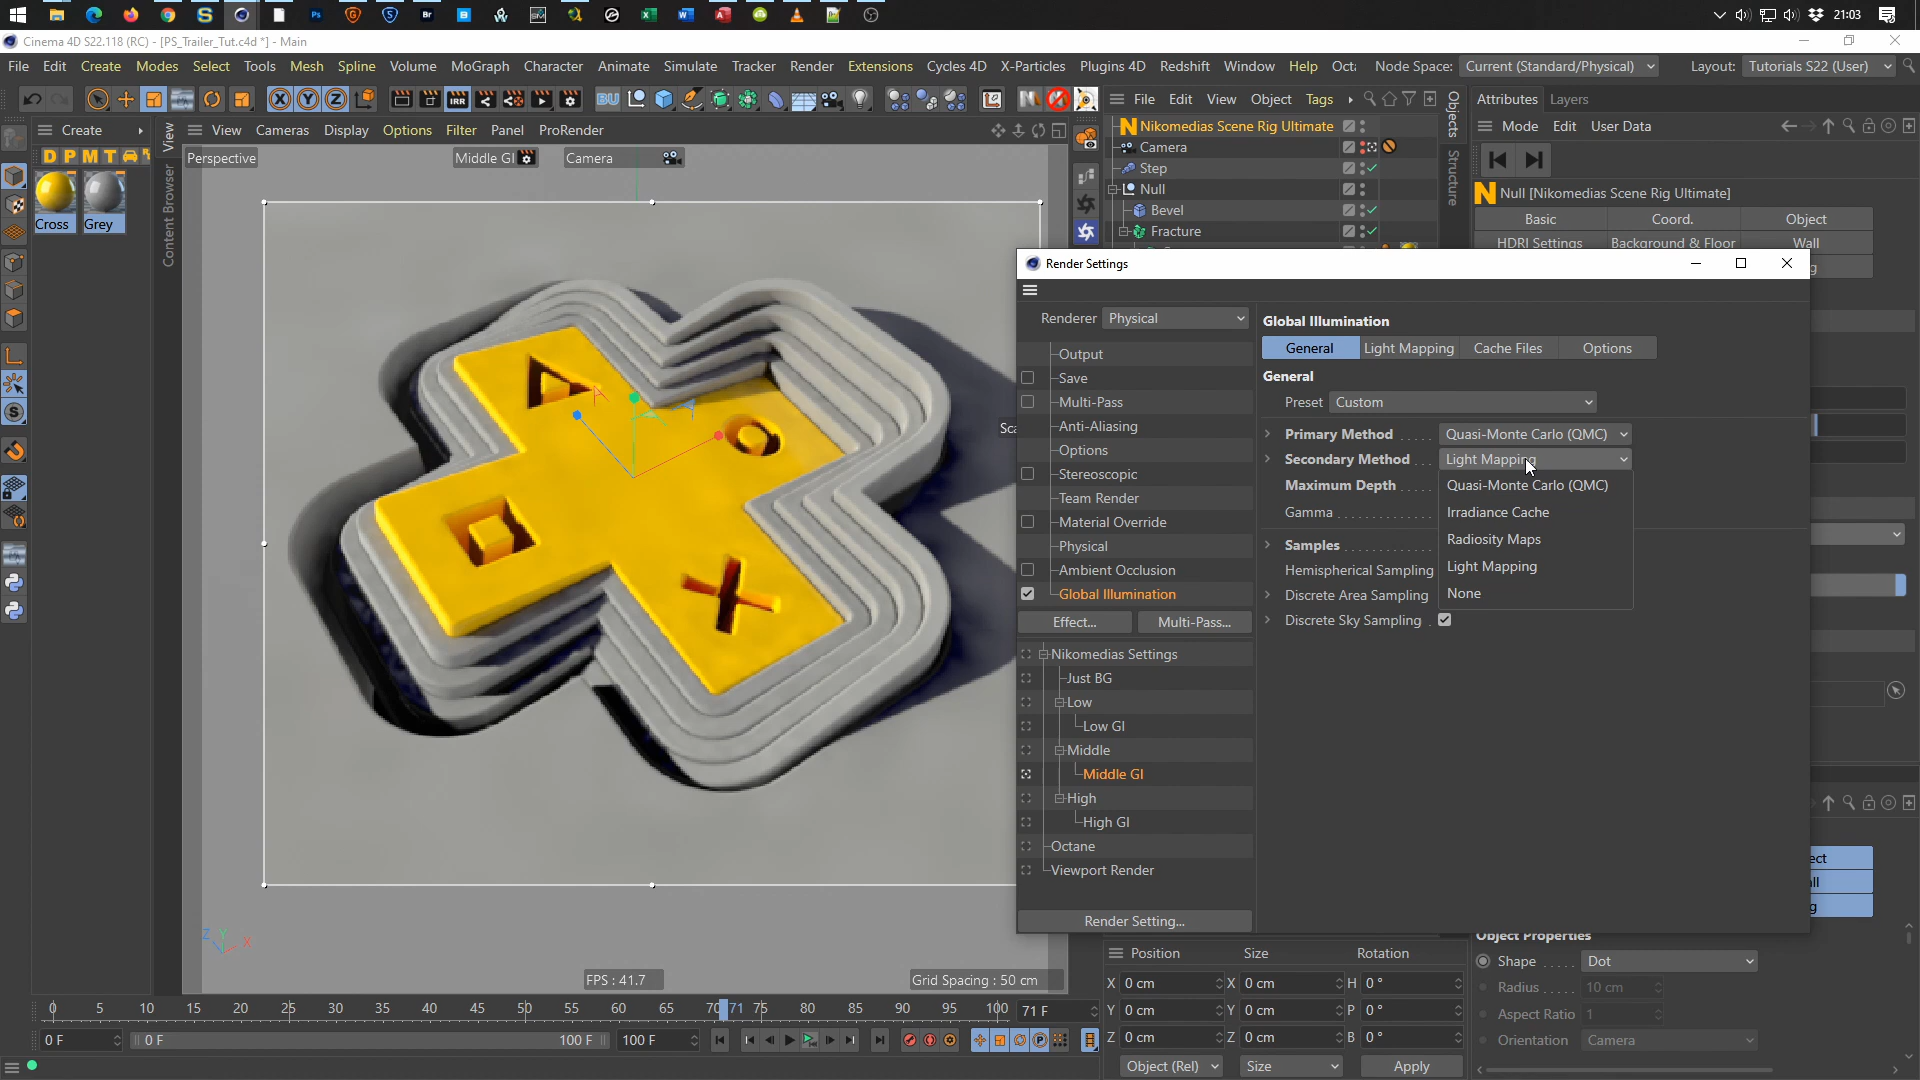 21:03
Cinema 4D S22.118 (RC) - [PS_Trailer_Tut.c4d *] - Main
File Edit Create Modes Select Tools Mesh Spline Volume MoGraph Character Animate Simulate Tracker Render Extensions Cycles 4D X-Particles Plugins 4D Redshift Window Help Octa Node Space: Current (Standard/Physical) Layout: Tutorials S22 (User)
BU IRR File Edit View Object Tags
Attributes Layers
Create
View Cameras Display Options Filter Panel ProRender
Mode Edit User Data
D P M T
View
Content Browser
Objects
Structure
Perspective Middle GI Camera
Cross Grey
Nikomedias Scene Rig Ultimate
Camera
Step
Null
Bevel
Fracture
Null [Nikomedias Scene Rig Ultimate]
Basic Coord. Object
HDRI Settings Background & Floor Wall
Render Settings
Renderer Physical
Output
Save
Multi-Pass
Anti-Aliasing
Options
Stereoscopic
Team Render
Material Override
Physical
Ambient Occlusion
Global Illumination
Effect... Multi-Pass...
Nikomedias Settings
Just BG
Low
Low GI
Middle
Middle GI
High
High GI
Octane
Viewport Render
Render Setting...
Global Illumination
General Light Mapping Cache Files Options
General
Preset Custom
Primary Method Quasi-Monte Carlo (QMC)
Secondary Method Light Mapping
Maximum Depth
Gamma
Samples
Hemispherical Sampling
Discrete Area Sampling
Discrete Sky Sampling
Quasi-Monte Carlo (QMC)
Irradiance Cache
Radiosity Maps
Light Mapping
None
Sca
g
ect
all
g
Z Y X
FPS : 41.7
Grid Spacing : 50 cm
Object Properties
Shape Dot
Radius 10 cm
Aspect Ratio 1
Orientation Camera
0 5 10 15 20 25 30 35 40 45 50 55 60 65 70 71 75 80 85 90 95 100 71 F
0 F 0 F 100 F 100 F
Position Size Rotation
X 0 cm X 0 cm H 0 °
Y 0 cm Y 0 cm P 0 °
Z 0 cm Z 0 cm B 0 °
Object (Rel) Size Apply